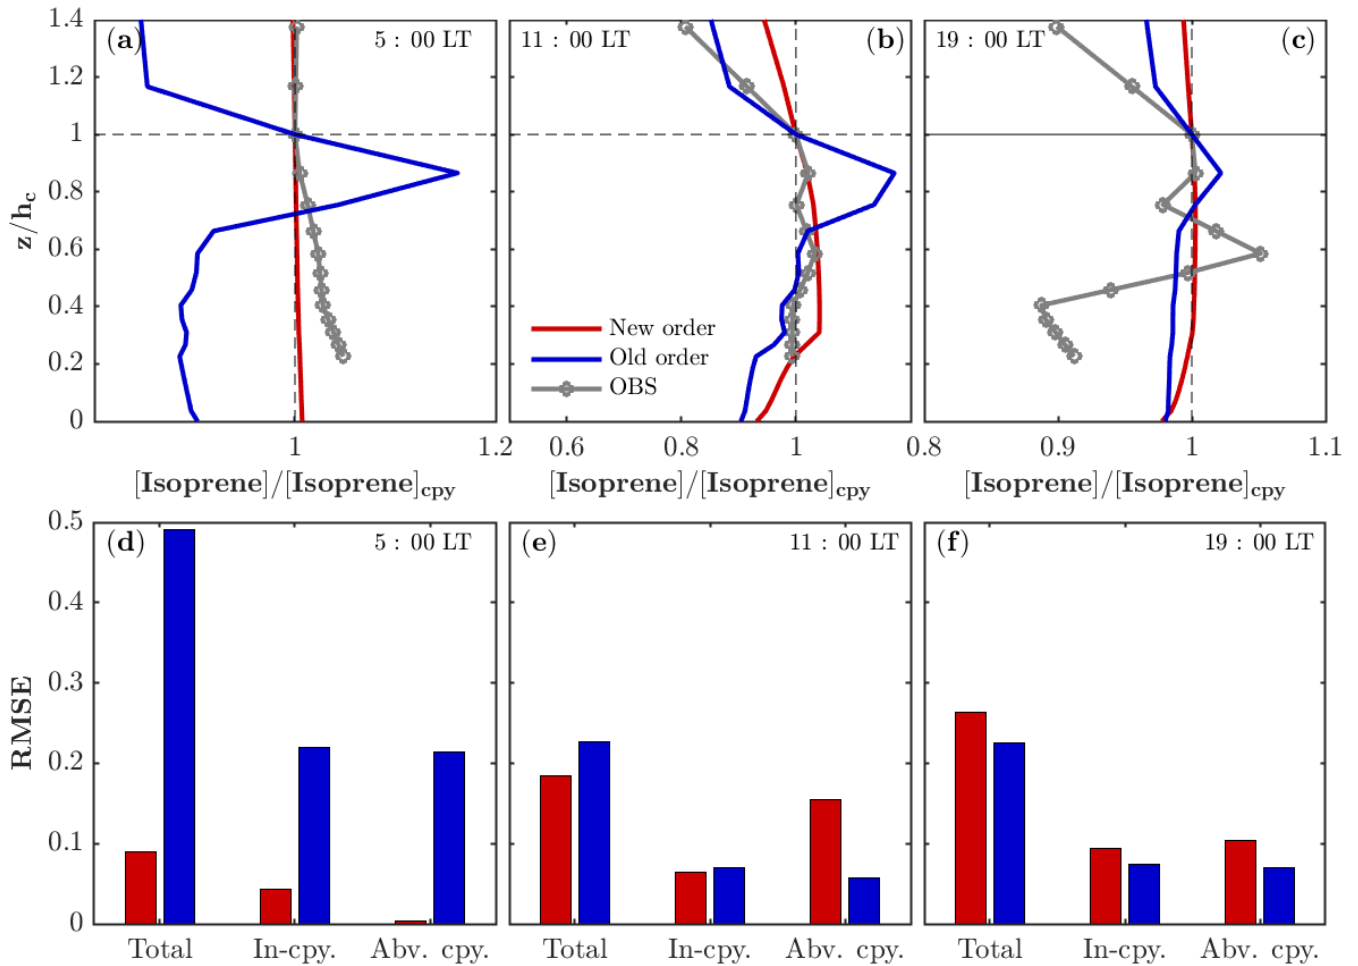 1.4
1.2
1
0.8
0.6
0.4
0.2
0
z/h_c
(a)
5 : 00 LT
1
1.2
[Isoprene]/[Isoprene]_cpy
11 : 00 LT
(b)
New order
Old order
OBS
0.6
0.8
1
[Isoprene]/[Isoprene]_cpy
19 : 00 LT
(c)
0.8
0.9
1
1.1
[Isoprene]/[Isoprene]_cpy
0.5
0.4
0.3
0.2
0.1
0
RMSE
(d)
5 : 00 LT
Total
In-cpy.
Abv. cpy.
(e)
11 : 00 LT
Total
In-cpy.
Abv. cpy.
(f)
19 : 00 LT
Total
In-cpy.
Abv. cpy.